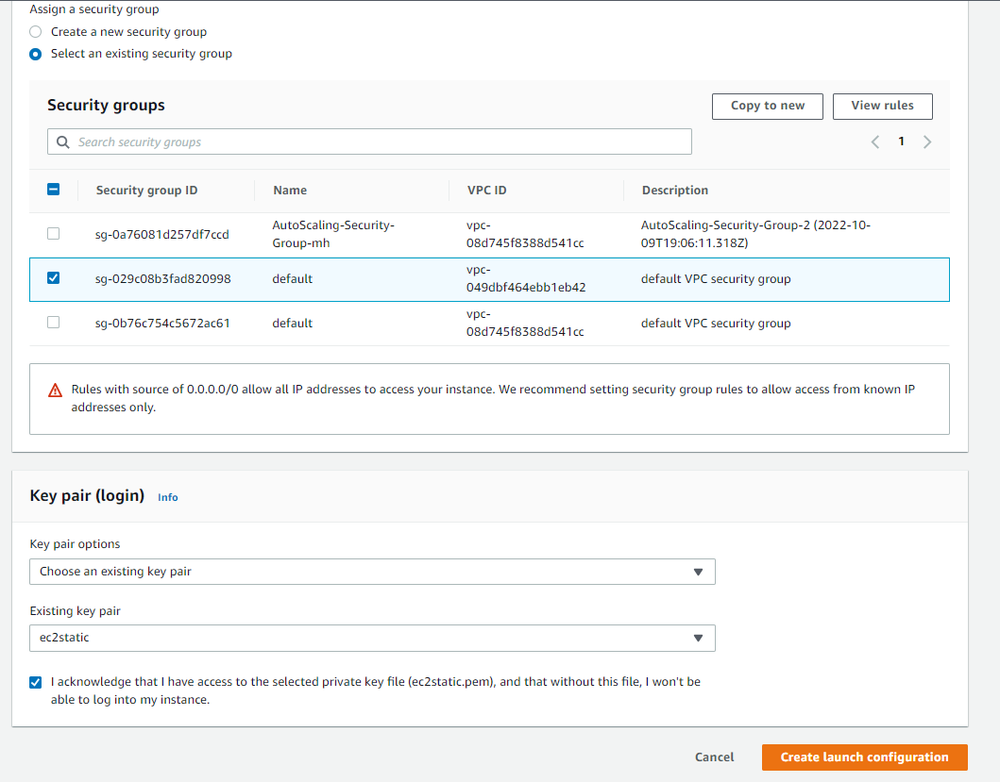 Assign a security group
Create a new security group
Select an existing security group
Security groups
Copy to new
View rules
Search security groups
1
Security group ID
Name
VPC ID
Description
sg-0a76081d257df7ccd
AutoScaling-Security-
Group-mh
vpc-
08d745f8388d541cc
AutoScaling-Security-Group-2 (2022-10-
09T19:06:11.318Z)
sg-029c08b3fad820998
default
vpc-
049dbf464ebb1eb42
default VPC security group
sg-0b76c754c5672ac61
default
vpc-
08d745f8388d541cc
default VPC security group
Rules with source of 0.0.0.0/0 allow all IP addresses to access your instance. We recommend setting security group rules to allow access from known IP
addresses only.
Key pair (login)
Info
Key pair options
Choose an existing key pair
Existing key pair
ec2static
I acknowledge that I have access to the selected private key file (ec2static.pem), and that without this file, I won't be
able to log into my instance.
Cancel
Create launch configuration